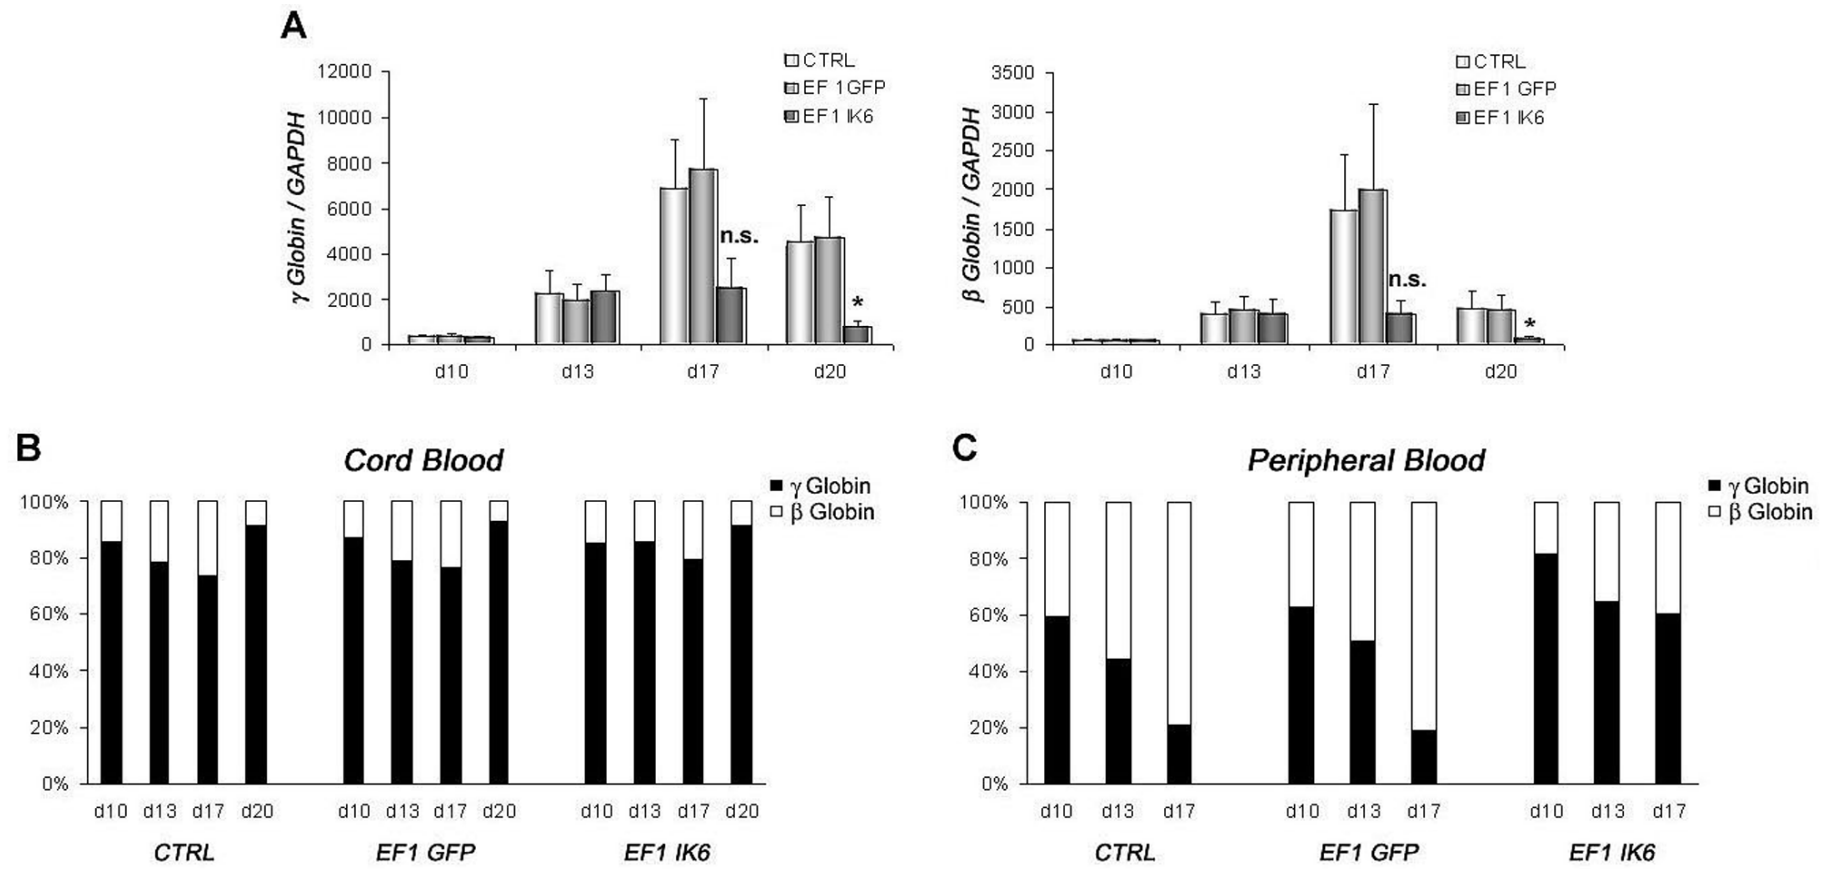 A
γ Globin / GAPDH
12000
10000
8000
6000
4000
2000
0
CTRL
EF 1GFP
EF1 IK6
n.s.
*
d10 d13 d17 d20
β Globin / GAPDH
3500
3000
2500
2000
1500
1000
500
0
CTRL
EF1 GFP
EF1 IK6
n.s.
*
d10 d13 d17 d20
B
Cord Blood
γ Globin
β Globin
100%
80%
60%
40%
20%
0%
d10 d13 d17 d20 d10 d13 d17 d20 d10 d13 d17 d20
CTRL EF1 GFP EF1 IK6
C
Peripheral Blood
γ Globin
β Globin
100%
80%
60%
40%
20%
0%
d10 d13 d17 d10 d13 d17 d10 d13 d17
CTRL EF1 GFP EF1 IK6